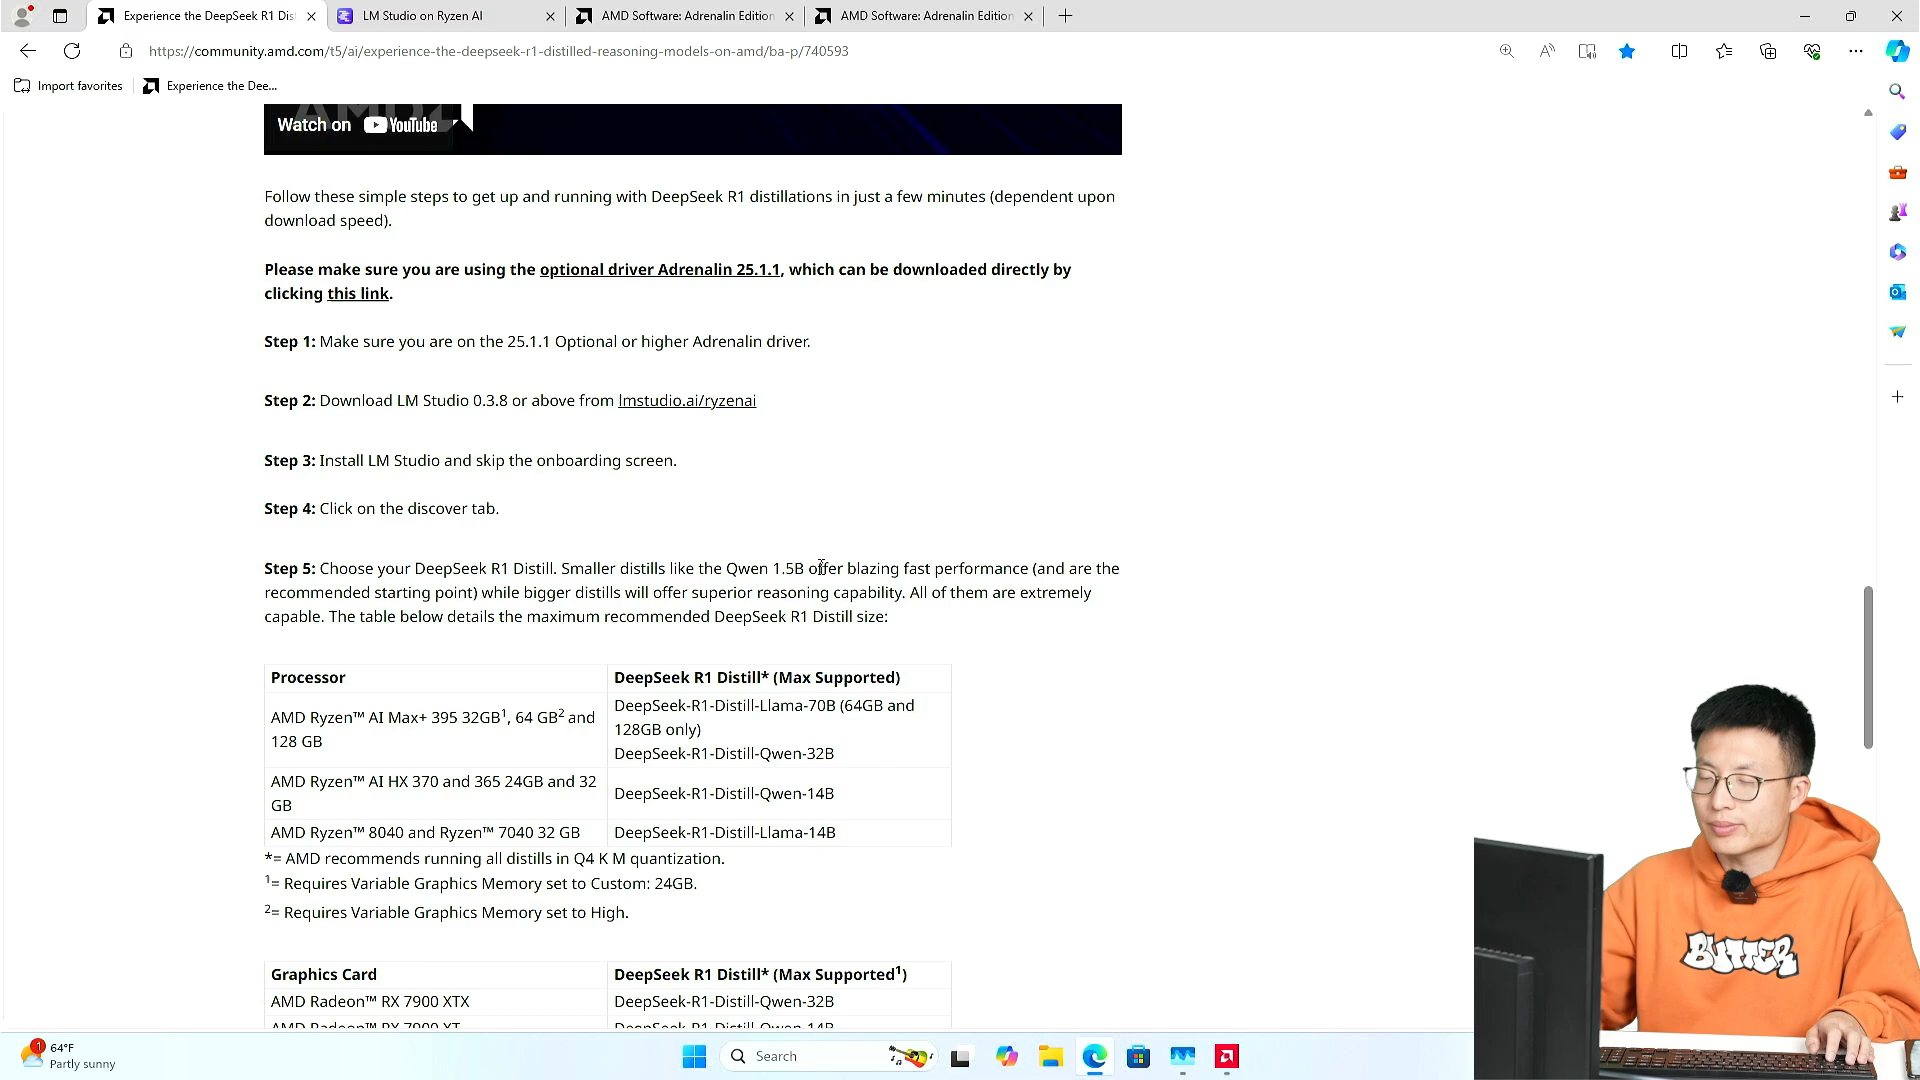 Experience the DeepSeek R1 Dis
LM Studio on Ryzen AI
AMD Software: Adrenalin Edition
AMD Software: Adrenalin Edition
https://community.amd.com/t5/ai/experience-the-deepseek-r1-distilled-reasoning-models-on-amd/ba-p/740593
Import favorites
Experience the Dee...
AMD
Watch on YouTube
Follow these simple steps to get up and running with DeepSeek R1 distillations in just a few minutes (dependent upon
download speed).
Please make sure you are using the optional driver Adrenalin 25.1.1, which can be downloaded directly by
clicking this link.
Step 1: Make sure you are on the 25.1.1 Optional or higher Adrenalin driver.
Step 2: Download LM Studio 0.3.8 or above from lmstudio.ai/ryzenai
Step 3: Install LM Studio and skip the onboarding screen.
Step 4: Click on the discover tab.
Step 5: Choose your DeepSeek R1 Distill. Smaller distills like the Qwen 1.5B offer blazing fast performance (and are the
recommended starting point) while bigger distills will offer superior reasoning capability. All of them are extremely
capable. The table below details the maximum recommended DeepSeek R1 Distill size:
Processor
DeepSeek R1 Distill* (Max Supported)
AMD Ryzen™ AI Max+ 395 32GB¹, 64 GB² and
128 GB
DeepSeek-R1-Distill-Llama-70B (64GB and
128GB only)
DeepSeek-R1-Distill-Qwen-32B
AMD Ryzen™ AI HX 370 and 365 24GB and 32
GB
DeepSeek-R1-Distill-Qwen-14B
AMD Ryzen™ 8040 and Ryzen™ 7040 32 GB
DeepSeek-R1-Distill-Llama-14B
*= AMD recommends running all distills in Q4 K M quantization.
¹= Requires Variable Graphics Memory set to Custom: 24GB.
²= Requires Variable Graphics Memory set to High.
Graphics Card
DeepSeek R1 Distill* (Max Supported¹)
AMD Radeon™ RX 7900 XTX
DeepSeek-R1-Distill-Qwen-32B
AMD Radeon™ RX 7900 XT
DeepSeek-R1-Distill-Qwen-14B
BUTTER
1
64°F
Partly sunny
Search